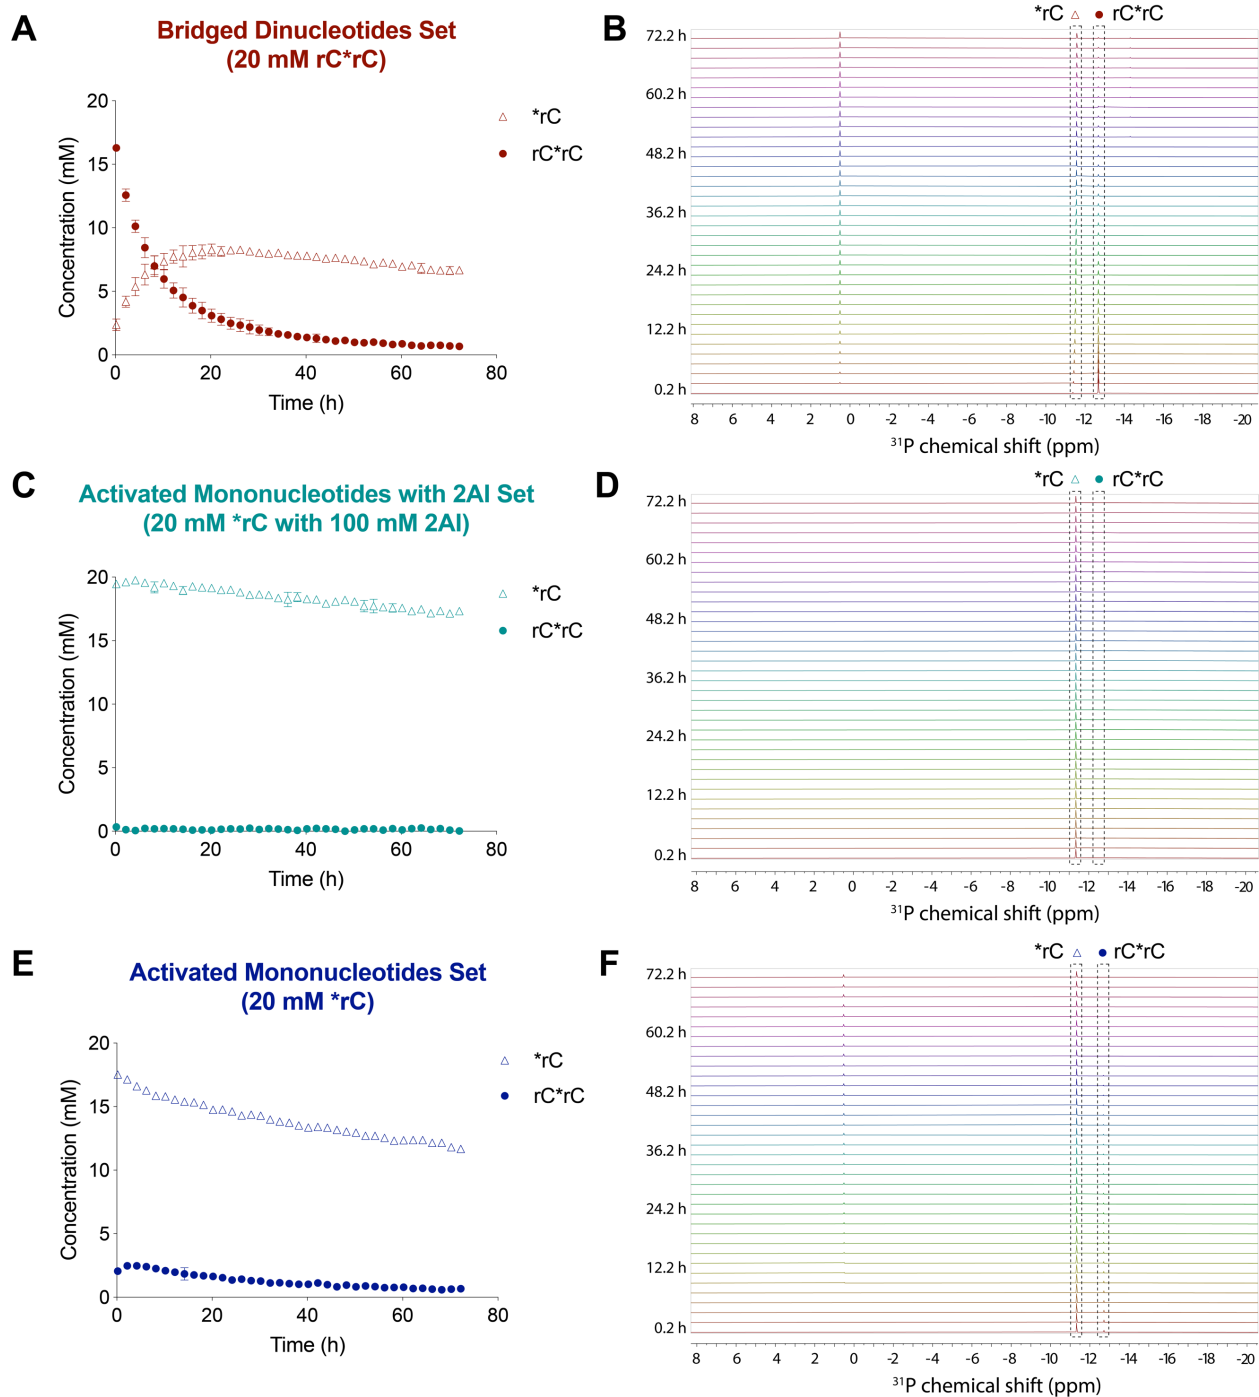 A
Bridged Dinucleotides Set
(20 mM rC*rC)
Concentration (mM)
20
15
10
5
0
0 20 40 60 80
Time (h)
*rC
rC*rC
B
*rC rC*rC
72.2 h
60.2 h
48.2 h
36.2 h
24.2 h
12.2 h
0.2 h
8 6 4 2 0 -2 -4 -6 -8 -10 -12 -14 -16 -18 -20
³¹P chemical shift (ppm)
C
Activated Mononucleotides with 2AI Set
(20 mM *rC with 100 mM 2AI)
Concentration (mM)
20
15
10
5
0
0 20 40 60 80
Time (h)
*rC
rC*rC
D
*rC rC*rC
72.2 h
60.2 h
48.2 h
36.2 h
24.2 h
12.2 h
0.2 h
8 6 4 2 0 -2 -4 -6 -8 -10 -12 -14 -16 -18 -20
³¹P chemical shift (ppm)
E
Activated Mononucleotides Set
(20 mM *rC)
Concentration (mM)
20
15
10
5
0
0 20 40 60 80
Time (h)
*rC
rC*rC
F
*rC rC*rC
72.2 h
60.2 h
48.2 h
36.2 h
24.2 h
12.2 h
0.2 h
8 6 4 2 0 -2 -4 -6 -8 -10 -12 -14 -16 -18 -20
³¹P chemical shift (ppm)